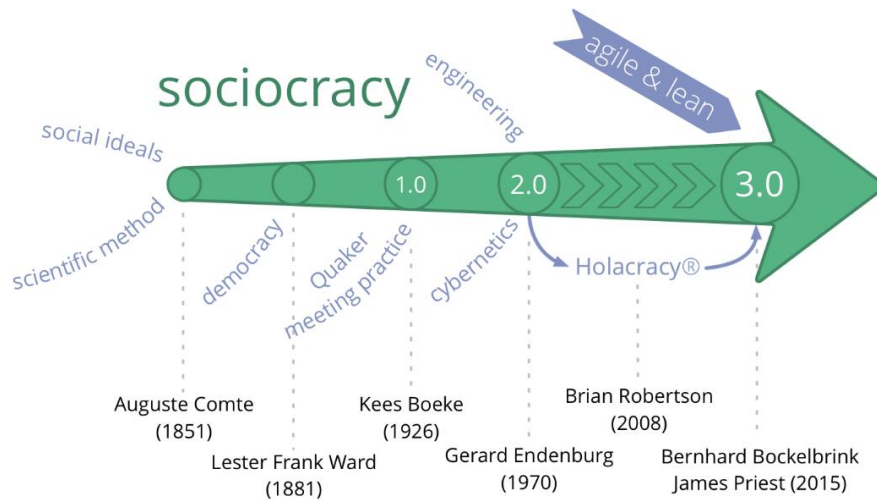 sociocracy
agile & lean
engineering
social ideals
1.0
2.0
3.0
scientific method
democracy
Quaker
meeting practice
cybernetics
Holacracy®
Auguste Comte
(1851)
Lester Frank Ward
(1881)
Kees Boeke
(1926)
Gerard Endenburg
(1970)
Brian Robertson
(2008)
Bernhard Bockelbrink
James Priest (2015)